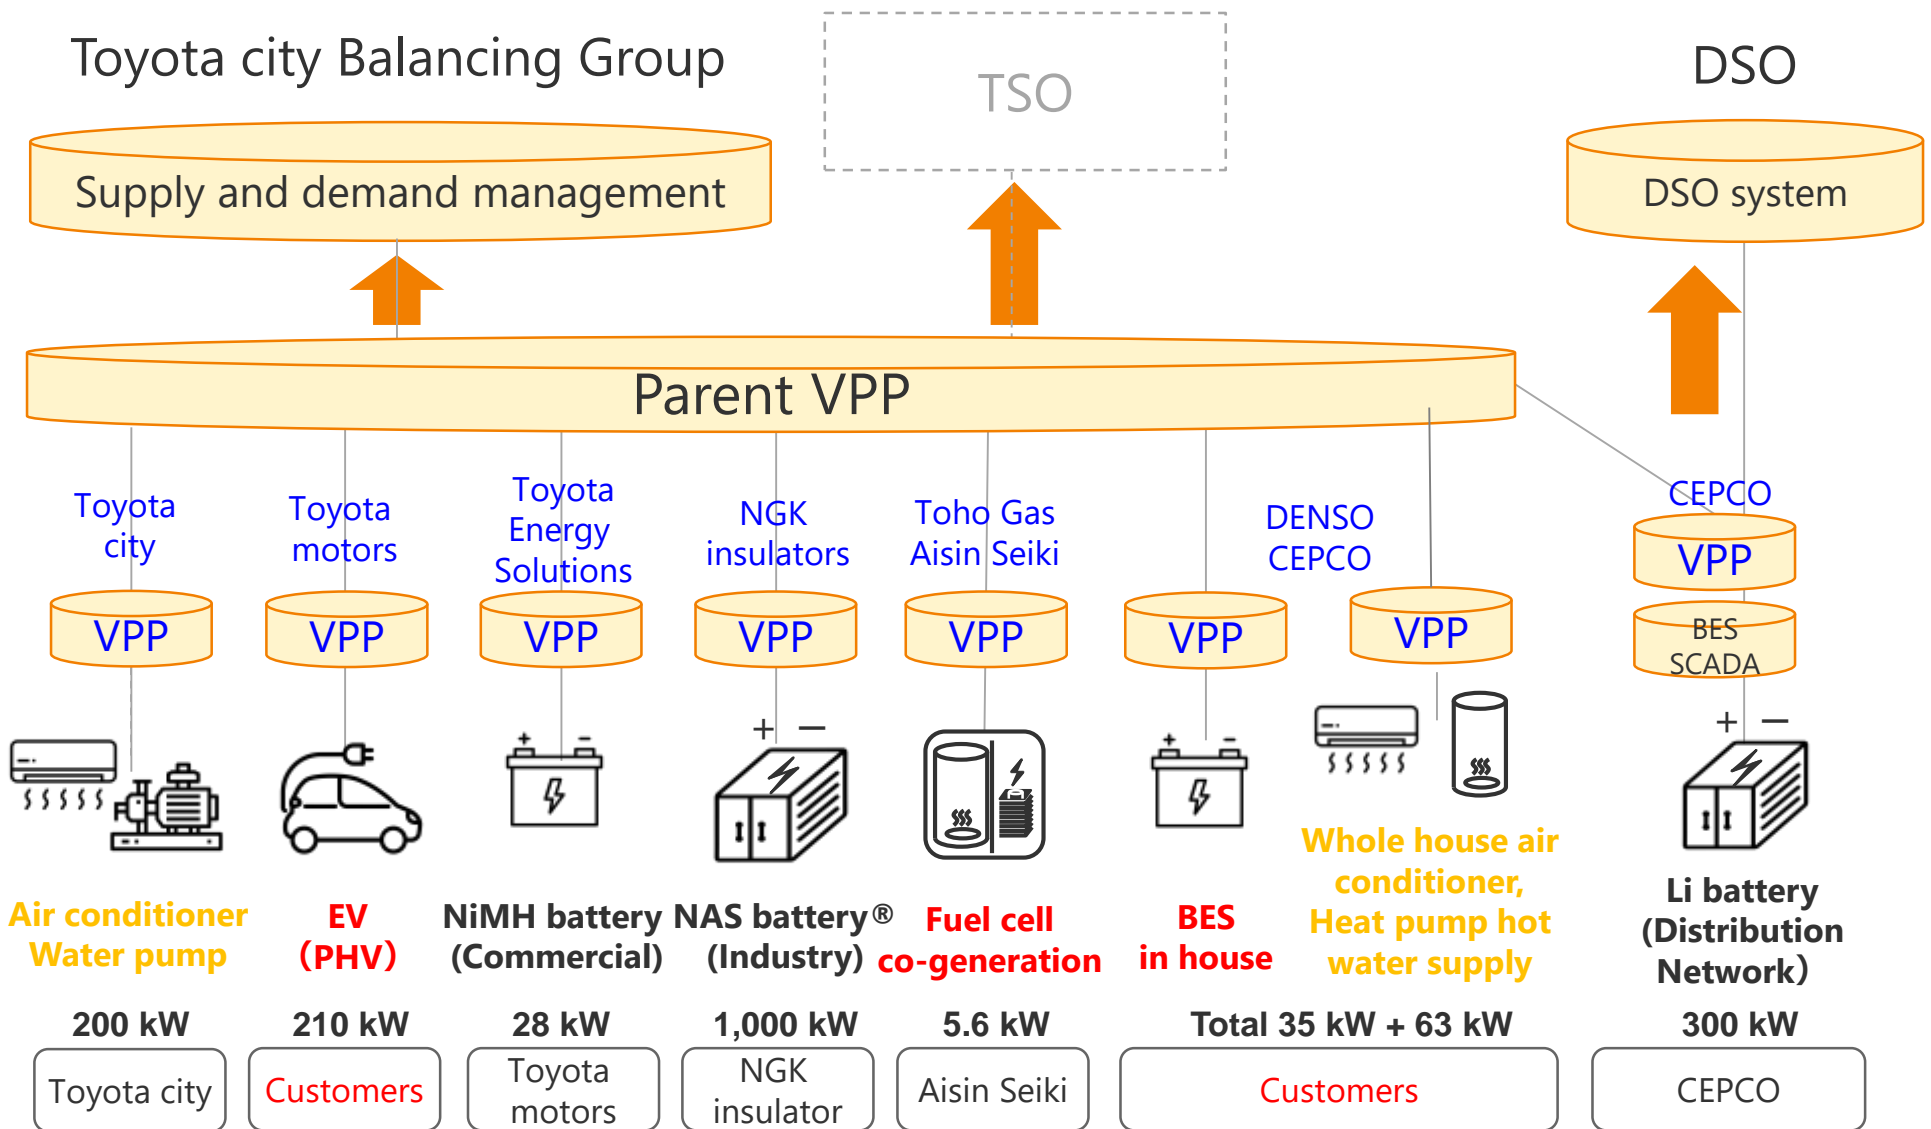 Toyota city Balancing Group
TSO
DSO
Supply and demand management
DSO system
Parent VPP
Toyota
city
Toyota
motors
Toyota
Energy
Solutions
NGK
insulators
Toho Gas
Aisin Seiki
DENSO
CEPCO
CEPCO
VPP
VPP
VPP
VPP
VPP
VPP
VPP
VPP
BES
SCADA
+ −
+ -
+ -
+ −
Air conditioner
Water pump
EV
（PHV）
NiMH battery
(Commercial)
NAS battery®
(Industry)
Fuel cell
co-generation
BES
in house
Whole house air
conditioner,
Heat pump hot
water supply
Li battery
(Distribution
Network）
200 kW
210 kW
28 kW
1,000 kW
5.6 kW
Total 35 kW + 63 kW
300 kW
Toyota city
Customers
Toyota
motors
NGK
insulator
Aisin Seiki
Customers
CEPCO